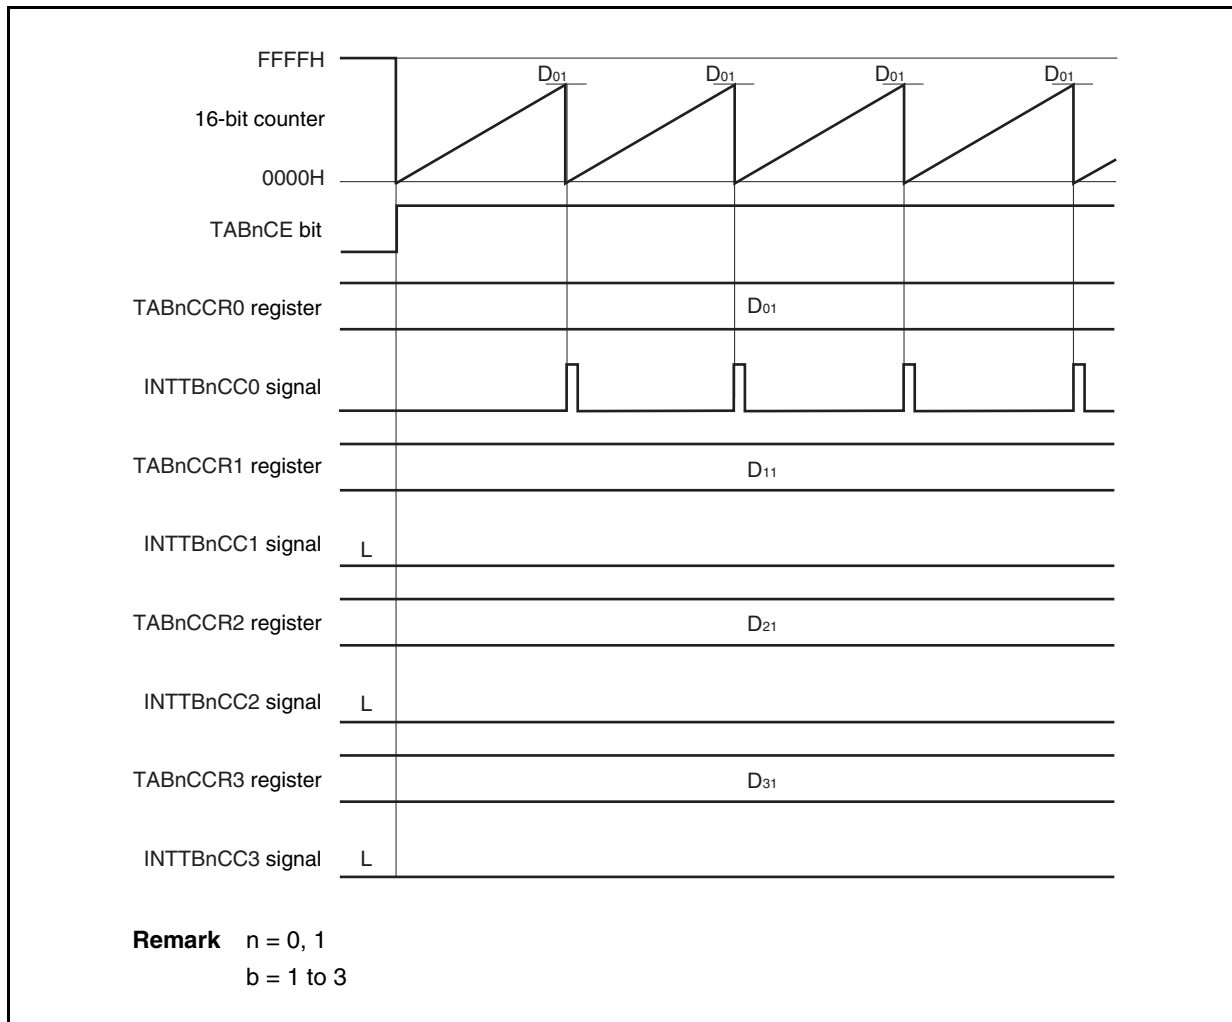 FFFFH
D01 D01 D01 D01
16-bit counter
0000H
TABnCE bit
TABnCCR0 register D01
INTTBnCC0 signal
TABnCCR1 register D11
INTTBnCC1 signal L
TABnCCR2 register D21
INTTBnCC2 signal L
TABnCCR3 register D31
INTTBnCC3 signal L
Remark n = 0, 1
b = 1 to 3